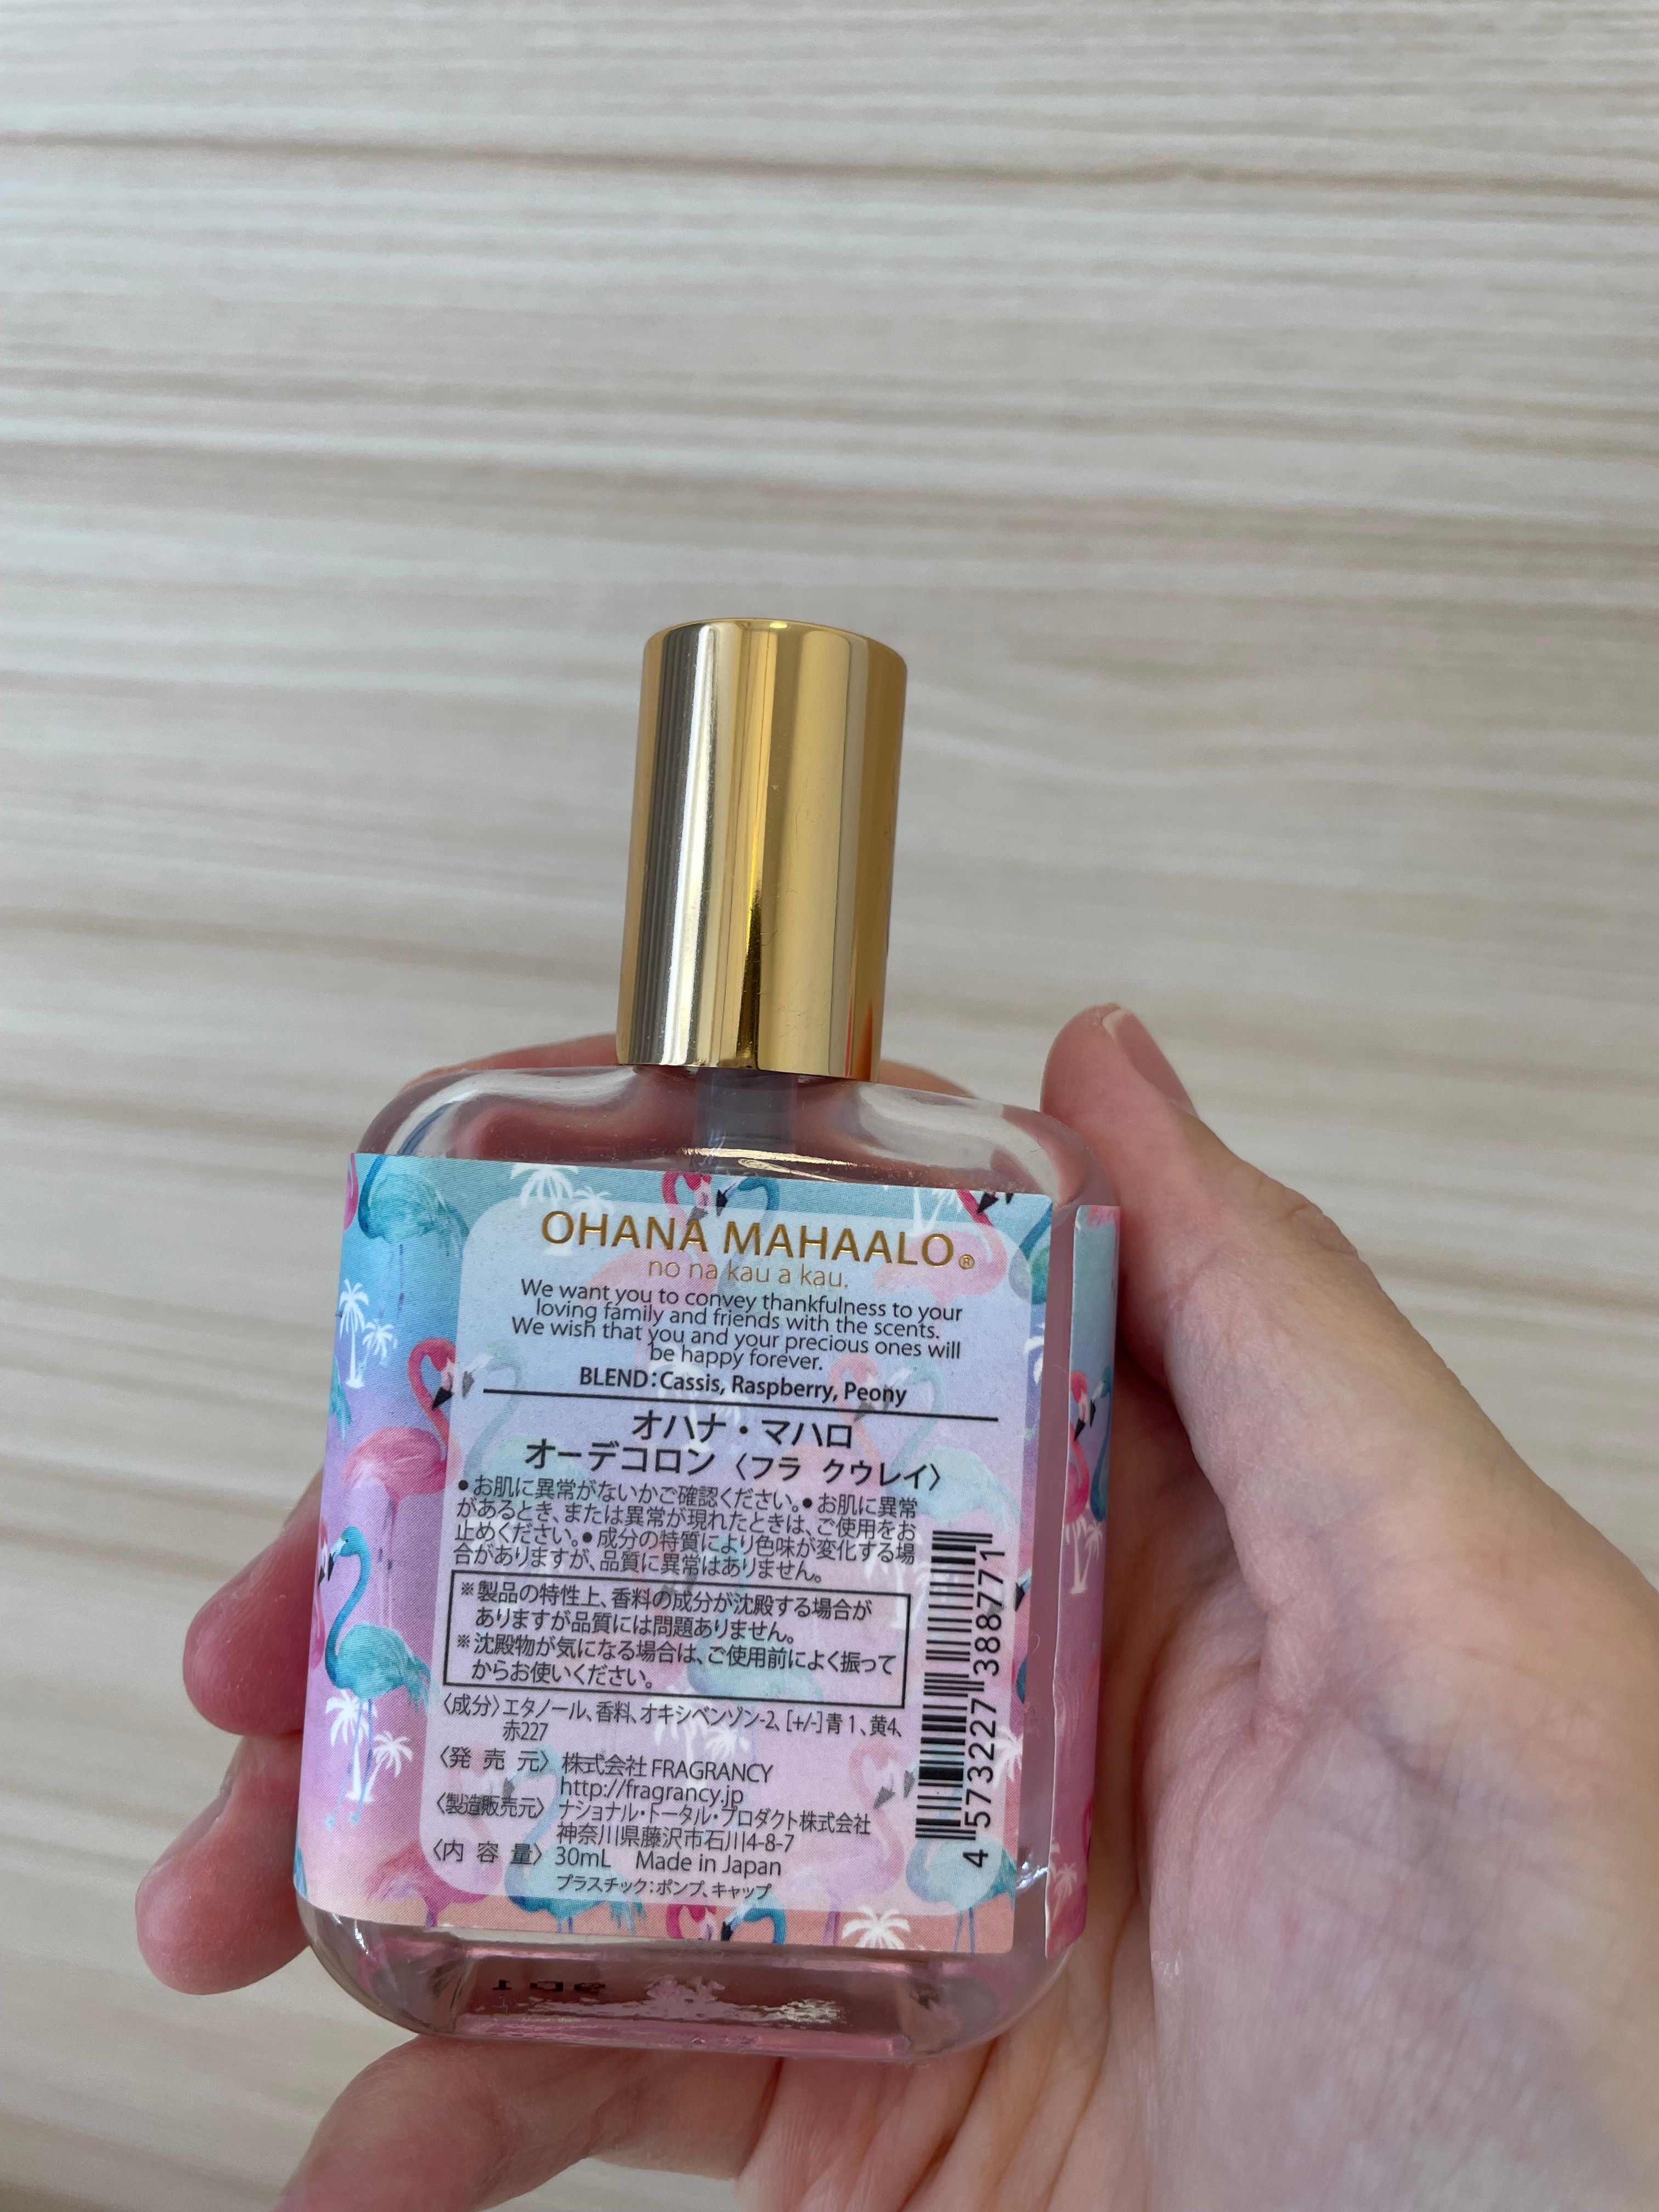 OHANA MAHAALO®
no na kau a kau.
We want you to convey thankfulness to your
loving family and friends with the scents.
We wish that you and your precious ones will
be happy forever.
BLEND:Cassis, Raspberry, Peony
オハナ・マハロ
オーデコロン〈フラ クウレイ〉
●お肌に異常がないかご確認ください。●お肌に異常
があるとき、または異常が現れたときは、ご使用をお
止めください。●成分の特質により色味が変化する場
合がありますが、品質に異常はありません。
※製品の特性上、香料の成分が沈殿する場合が
ありますが品質には問題ありません。
※沈殿物が気になる場合は、ご使用前によく振って
からお使いください。
〈成分〉エタノール、香料、オキシベンゾン-2、[+/-]青1、黄4、
赤227
〈発売元〉株式会社 FRAGRANCY
http://fragrancy.jp
〈製造販売元〉ナショナル・トータル・プロダクト株式会社
神奈川県藤沢市石川4-8-7
〈内容量〉30mL Made in Japan
プラスチック:ポンプ、キャップ
4573227388771